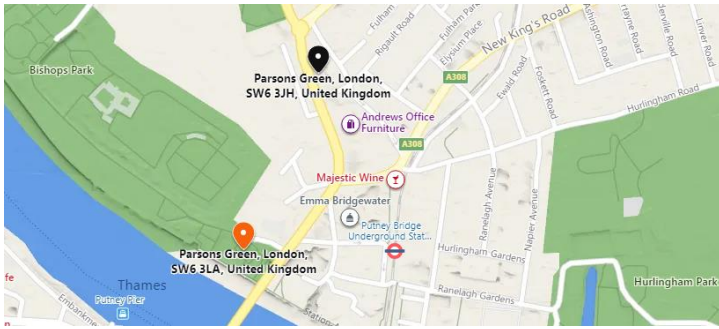 Bishops Park
Fulham
Rigault Road
Fulham Park
Elysium Place
New King's Road
A308
Ashington Road
Linver Road
Ewald Road
Foskett Road
Hurlingham Road
Parsons Green, London,
SW6 3JH, United Kingdom
Andrews Office
Furniture
A308
Majestic Wine
Emma Bridgewater
Putney Bridge
Underground Stat...
Ranelagh Avenue
Napier Avenue
Hurlingham Gardens
Parsons Green, London,
SW6 3LA, United Kingdom
Thames
Putney Pier
Ranelagh Gardens
Hurlingham Park